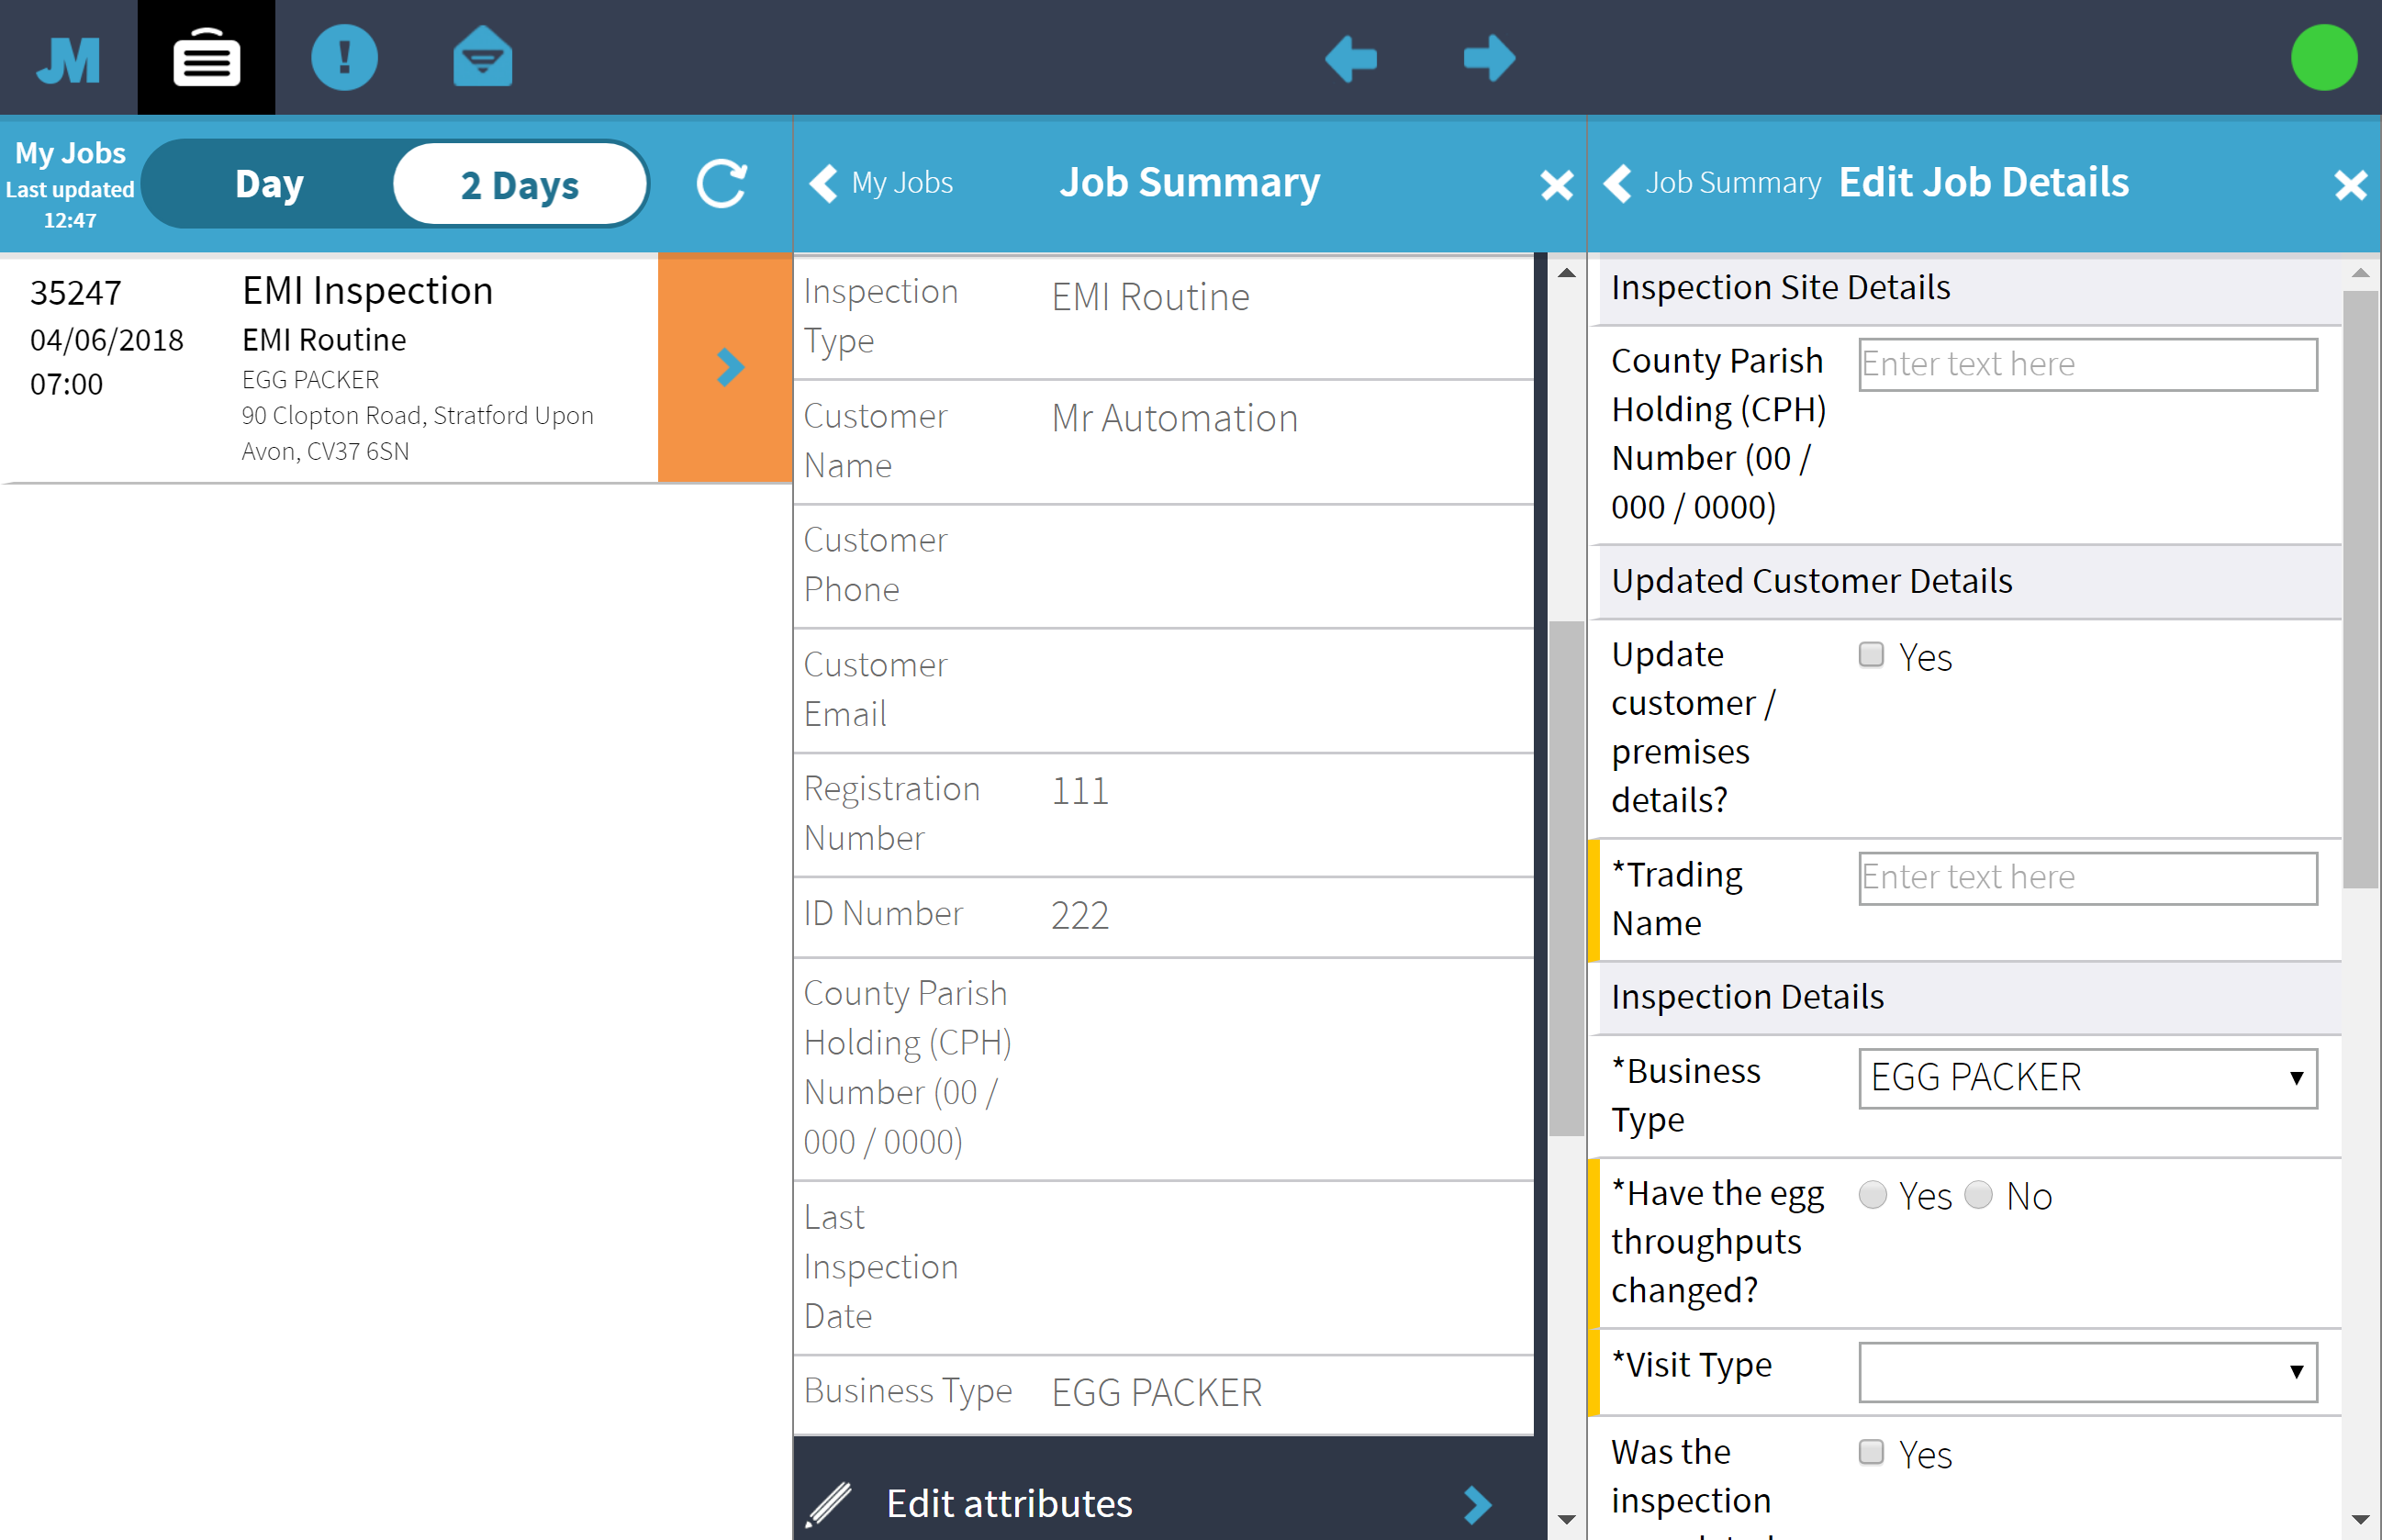 JM
My Jobs
Last updated
12:47
Day
2 Days
My Jobs
Job Summary
Job Summary
Edit Job Details
35247
04/06/2018
07:00
EMI Inspection
EMI Routine
EGG PACKER
90 Clopton Road, Stratford Upon
Avon, CV37 6SN
Inspection
Type
EMI Routine
Customer
Name
Mr Automation
Customer
Phone
Customer
Email
Registration
Number
111
ID Number
222
County Parish
Holding (CPH)
Number (00 /
000 / 0000)
Last
Inspection
Date
Business Type
EGG PACKER
Edit attributes
Inspection Site Details
County Parish
Holding (CPH)
Number (00 /
000 / 0000)
Enter text here
Updated Customer Details
Update
customer /
premises
details?
Yes
*Trading
Name
Enter text here
Inspection Details
*Business
Type
EGG PACKER
*Have the egg
throughputs
changed?
Yes
No
*Visit Type
Was the
inspection
Yes